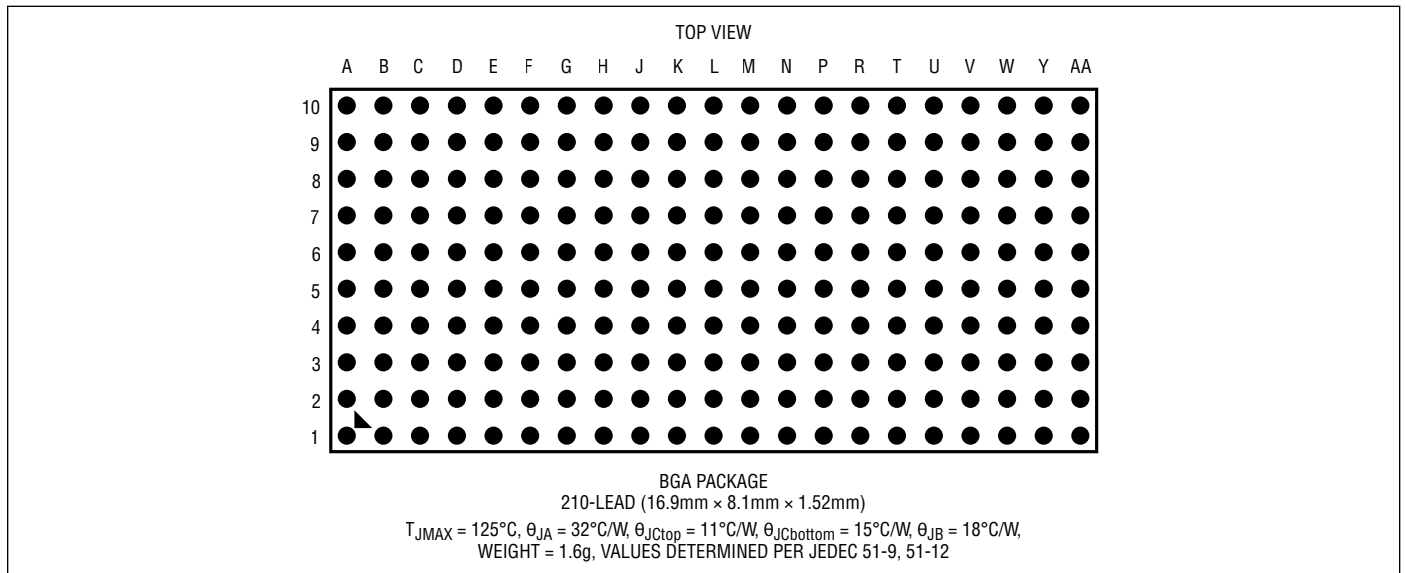 TOP VIEW
A B C D E F G H J K L M N P R T U V W Y AA
10
9
8
7
6
5
4
3
2
1
BGA PACKAGE
210-LEAD (16.9mm × 8.1mm × 1.52mm)
TJMAX = 125°C, θJA = 32°C/W, θJCtop = 11°C/W, θJCbottom = 15°C/W, θJB = 18°C/W,
WEIGHT = 1.6g, VALUES DETERMINED PER JEDEC 51-9, 51-12